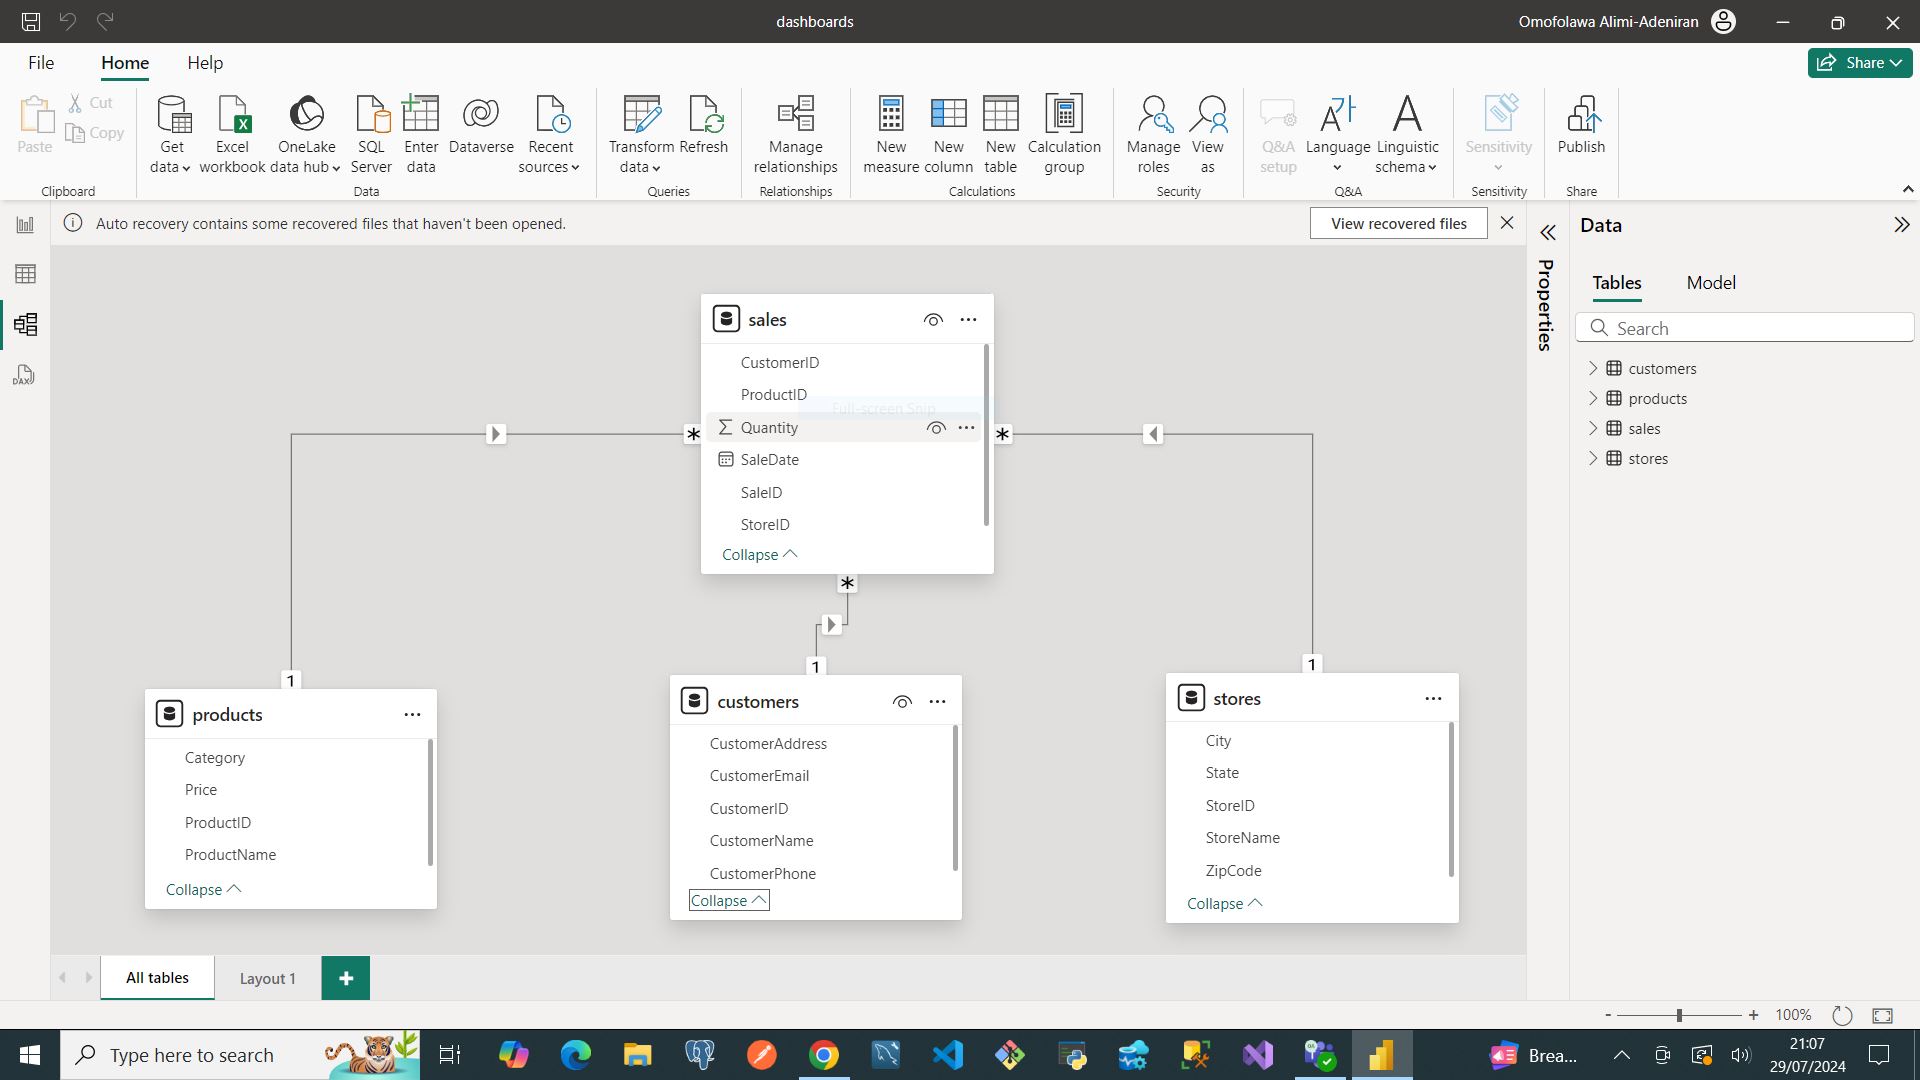 dashboards
Omofolawa Alimi-Adeniran
File Home Help
Share
Paste
Cut
Copy
Clipboard
Get data
Excel workbook
OneLake data hub
SQL Server
Enter data
Dataverse
Recent sources
Data
Transform data
Refresh
Queries
Manage relationships
Relationships
New measure
New column
New table
Calculation group
Calculations
Manage roles
View as
Security
Q&A setup
Language
Linguistic schema
Q&A
Sensitivity
Sensitivity
Publish
Share
Auto recovery contains some recovered files that haven't been opened.
View recovered files
sales
CustomerID
ProductID
Full-screen Snip
Quantity
SaleDate
SaleID
StoreID
Collapse
* * *
1 1 1
products
Category
Price
ProductID
ProductName
Collapse
customers
CustomerAddress
CustomerEmail
CustomerID
CustomerName
CustomerPhone
Collapse
stores
City
State
StoreID
StoreName
ZipCode
Collapse
Properties
Data
Tables Model
Search
customers
products
sales
stores
All tables
Layout 1
+
- + 100%
Type here to search
Brea...
21:07
29/07/2024